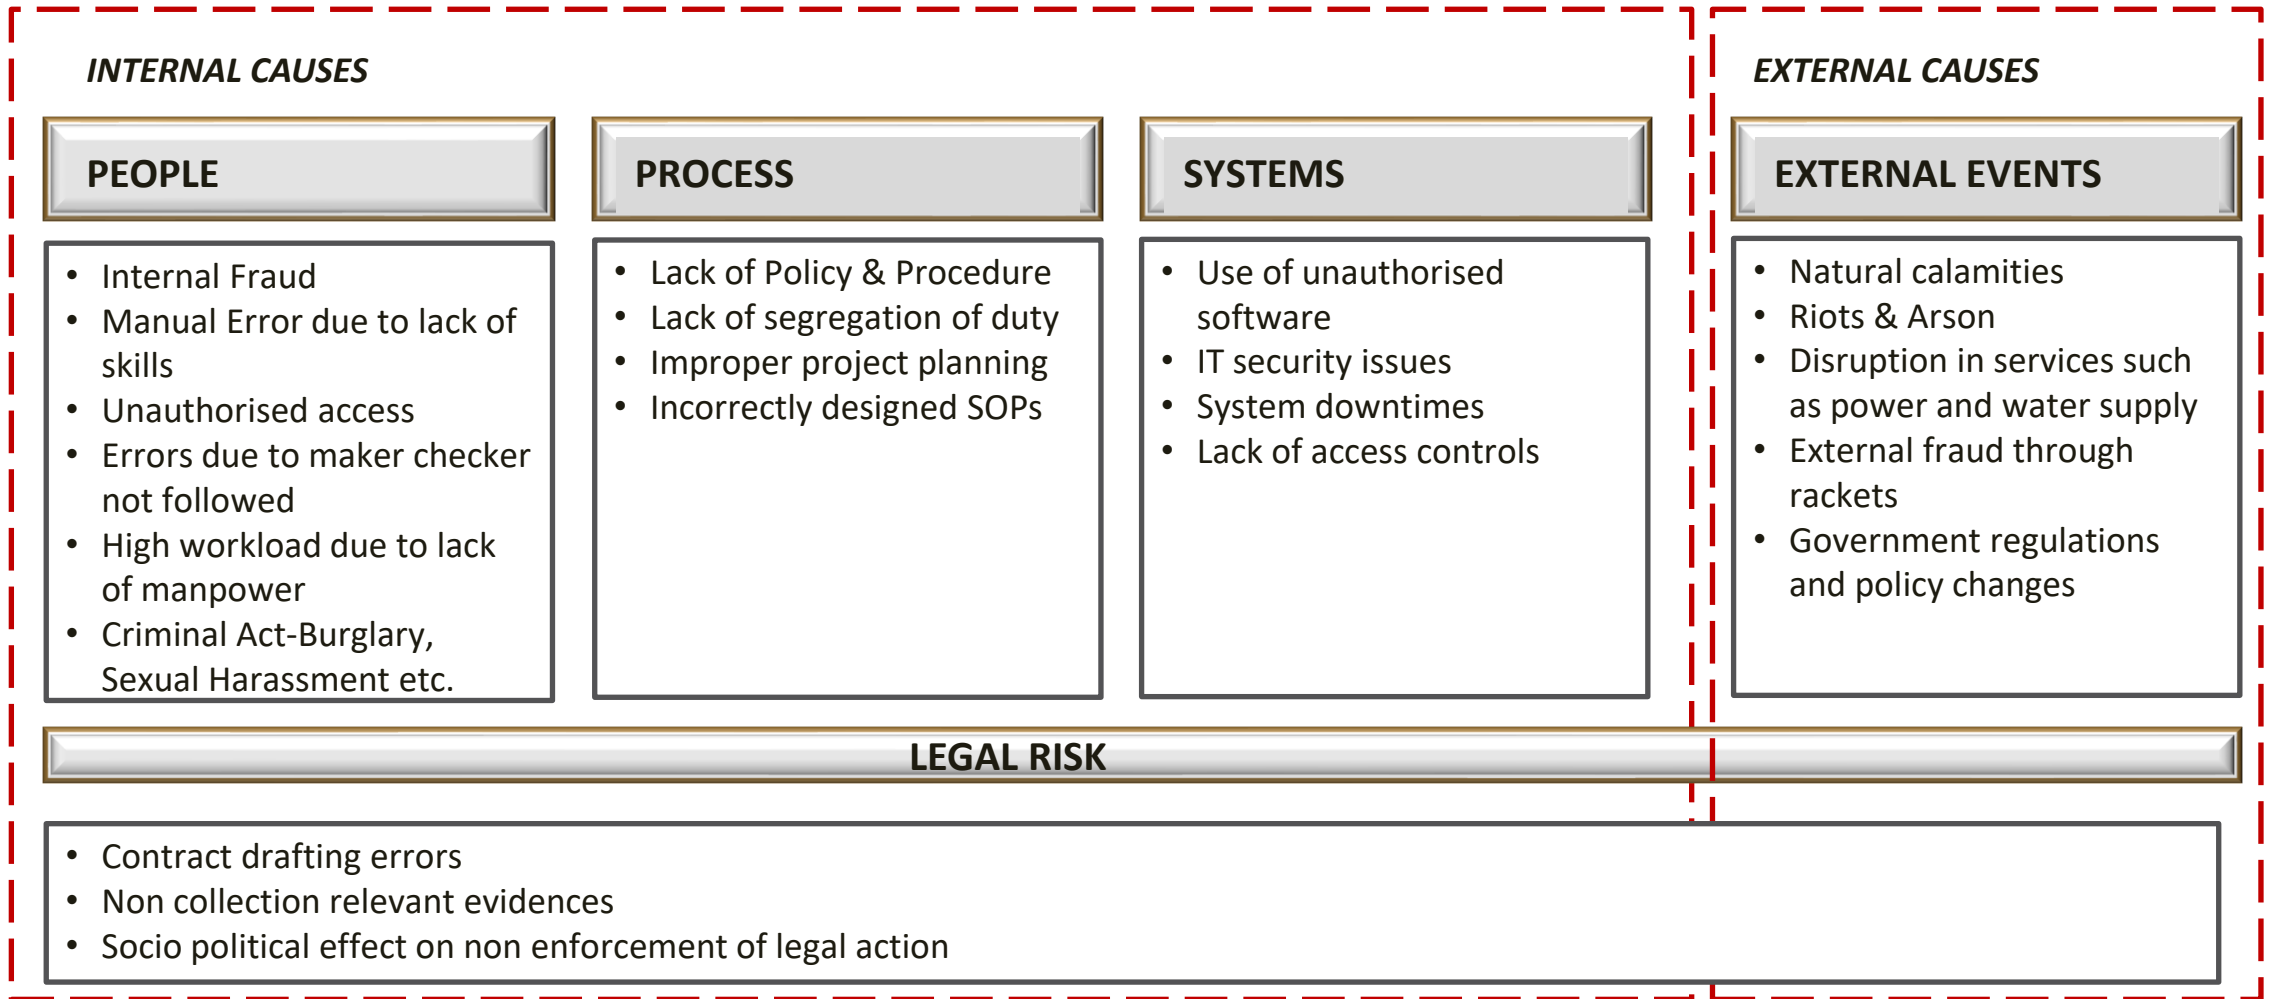 INTERNAL CAUSES
EXTERNAL CAUSES
PEOPLE
• Internal Fraud
• Manual Error due to lack of
skills
• Unauthorised access
• Errors due to maker checker
not followed
• High workload due to lack
of manpower
• Criminal Act-Burglary,
Sexual Harassment etc.
PROCESS
• Lack of Policy & Procedure
• Lack of segregation of duty
• Improper project planning
• Incorrectly designed SOPs
SYSTEMS
• Use of unauthorised
software
• IT security issues
• System downtimes
• Lack of access controls
EXTERNAL EVENTS
• Natural calamities
• Riots & Arson
• Disruption in services such
as power and water supply
• External fraud through
rackets
• Government regulations
and policy changes
LEGAL RISK
• Contract drafting errors
• Non collection relevant evidences
• Socio political effect on non enforcement of legal action